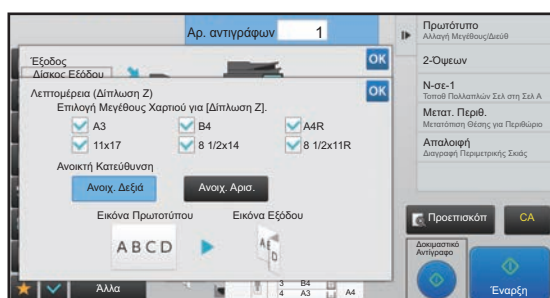 Αρ. αντιγράφων 1
Έξοδος
OK
Δίσκος Εξόδου
Λεπτομέρεια (Δίπλωση Z)
OK
Επιλογή Μεγέθους Χαρτιού για [Δίπλωση Z].
A3 B4 A4R
11x17 8 1/2x14 8 1/2x11R
Ανοικτή Κατεύθυνση
Ανοιχ. Δεξιά Ανοιχ. Αρισ.
Εικόνα Πρωτοτύπου Εικόνα Εξόδου
ABCD
Άλλα
3 B4
4 A3 A4
Πρωτότυπο
Αλλαγή Μεγέθους/Διεύθ
2-Όψεων
N-σε-1
Τοποθ Πολλαπλών Σελ στη Σελ Α
Μετατ. Περιθ.
Μετατόπιση Θέσης για Περιθώριο
Απαλοιφή
Διαγραφή Περιμετρικής Σκιάς
Προεπισκόπ CA
Δοκιμαστικό
Αντίγραφο
Έναρξη